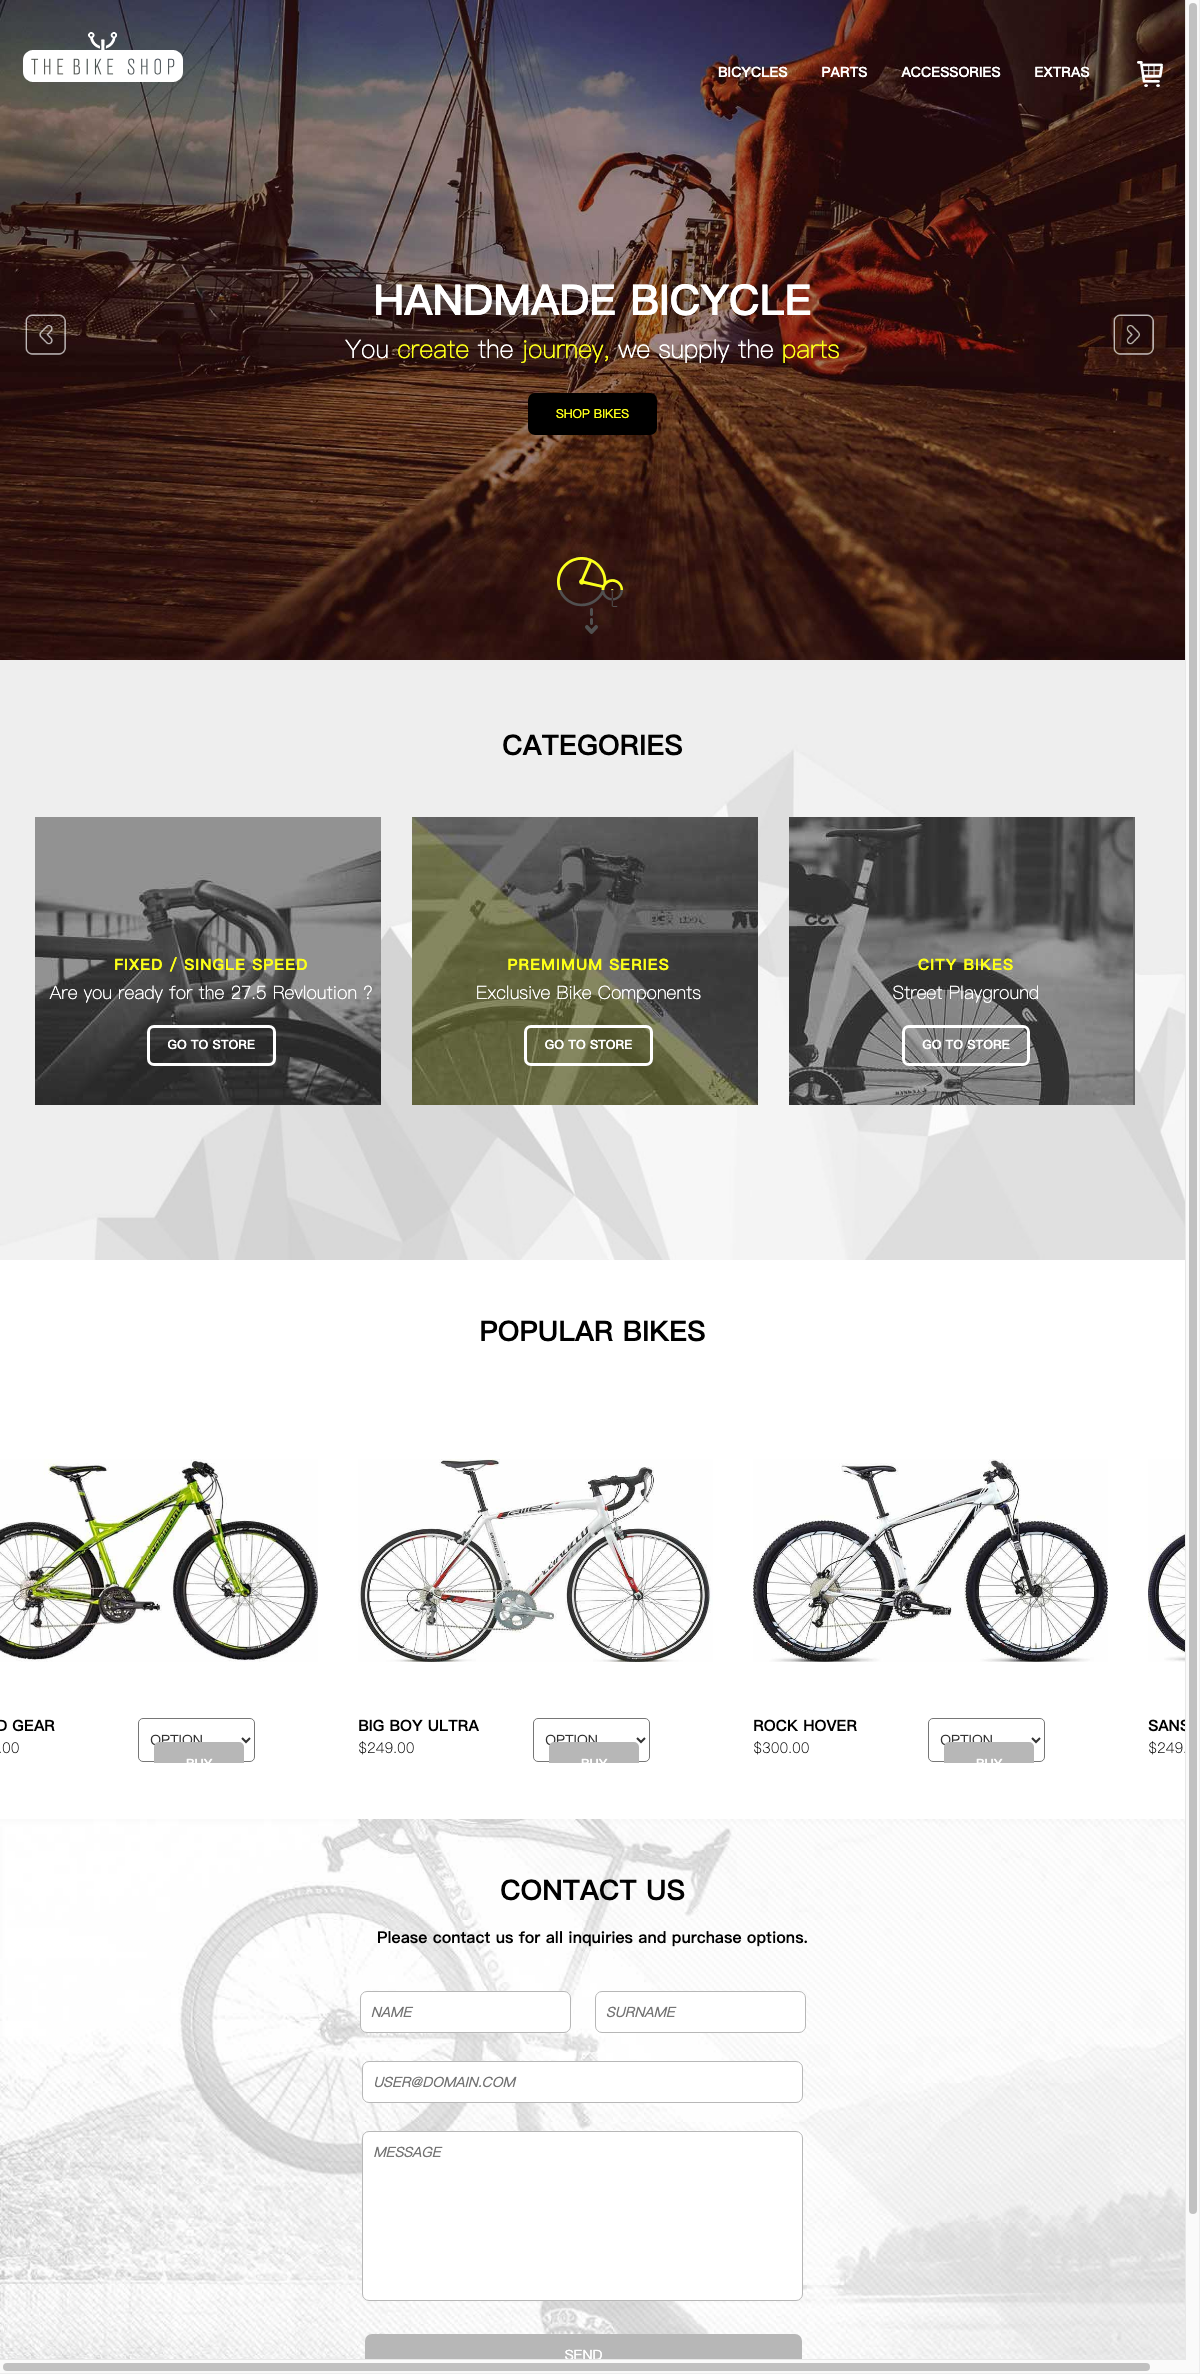 THE BIKE SHOP
BICYCLES PARTS ACCESSORIES EXTRAS
HANDMADE BICYCLE
You create the journey, we supply the parts
SHOP BIKES
CATEGORIES
FIXED / SINGLE SPEED
Are you ready for the 27.5 Revloution ?
GO TO STORE
PREMIMUM SERIES
Exclusive Bike Components
GO TO STORE
CITY BIKES
Street Playground
GO TO STORE
POPULAR BIKES
D GEAR
.00
OPTION
BUY
BIG BOY ULTRA
$249.00
OPTION
BUY
ROCK HOVER
$300.00
OPTION
BUY
SANS
$249.
CONTACT US
Please contact us for all inquiries and purchase options.
NAME
SURNAME
USER@DOMAIN.COM
MESSAGE
SEND